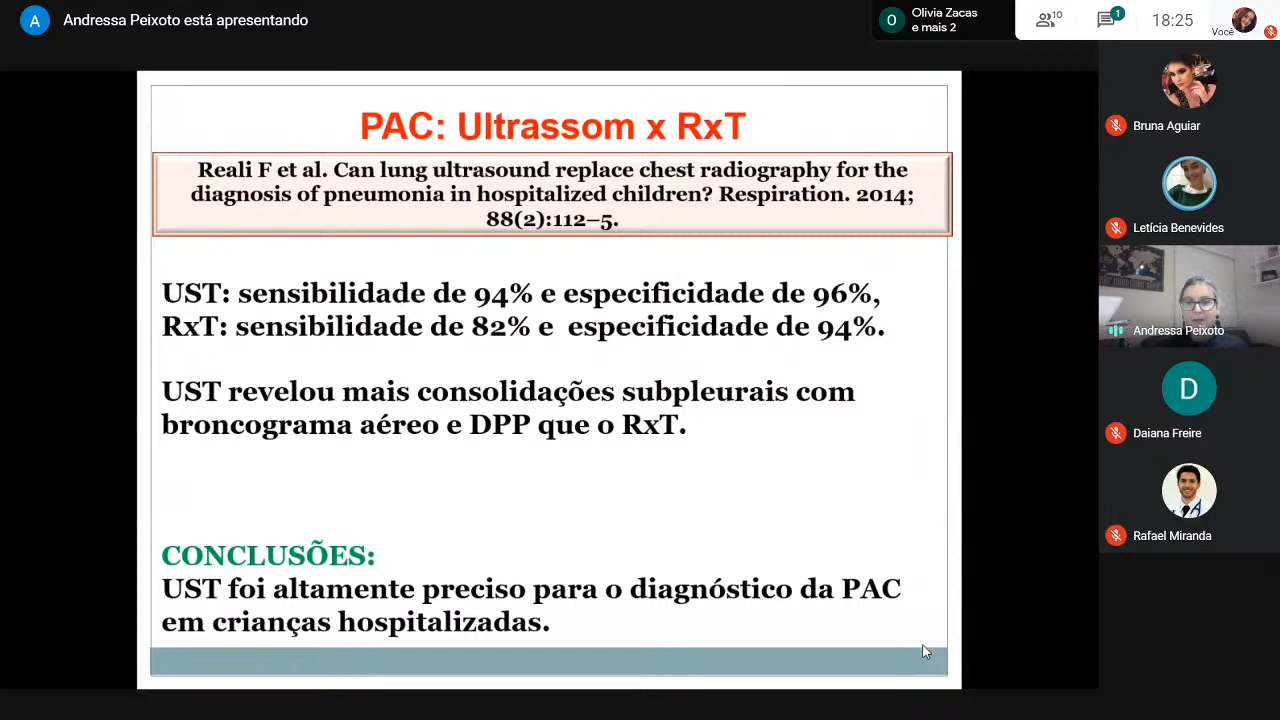 A
Andressa Peixoto está apresentando
O
Olivia Zacas
e mais 2
10
1
18:25
Você
PAC: Ultrassom x RxT
Reali F et al. Can lung ultrasound replace chest radiography for the
diagnosis of pneumonia in hospitalized children? Respiration. 2014;
88(2):112–5.
UST: sensibilidade de 94% e especificidade de 96%,
RxT: sensibilidade de 82% e especificidade de 94%.
UST revelou mais consolidações subpleurais com
broncograma aéreo e DPP que o RxT.
CONCLUSÕES:
UST foi altamente preciso para o diagnóstico da PAC
em crianças hospitalizadas.
Bruna Aguiar
Letícia Benevides
Andressa Peixoto
D
Daiana Freire
Rafael Miranda